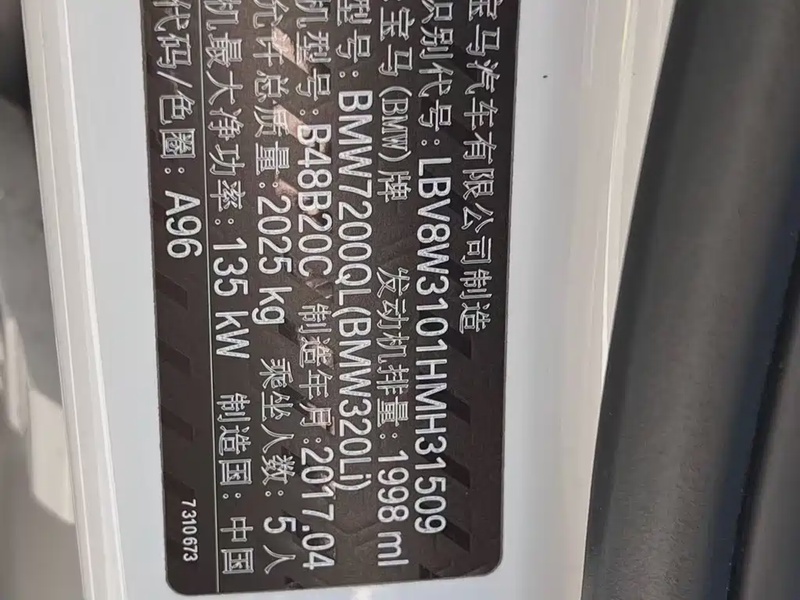 宝马汽车有限公司制造
识别代号: LBV8W3101HMH31509
宝马(BMW)牌 发动机排量: 1998 ml
型号: BMW7200QL(BMW320Li)
机型号: B48B20C 制造年月: 2017.04
允许总质量: 2025 kg 乘坐人数: 5 人
机最大净功率: 135 kW 制造国: 中国
代码/色圈: A96
7310673